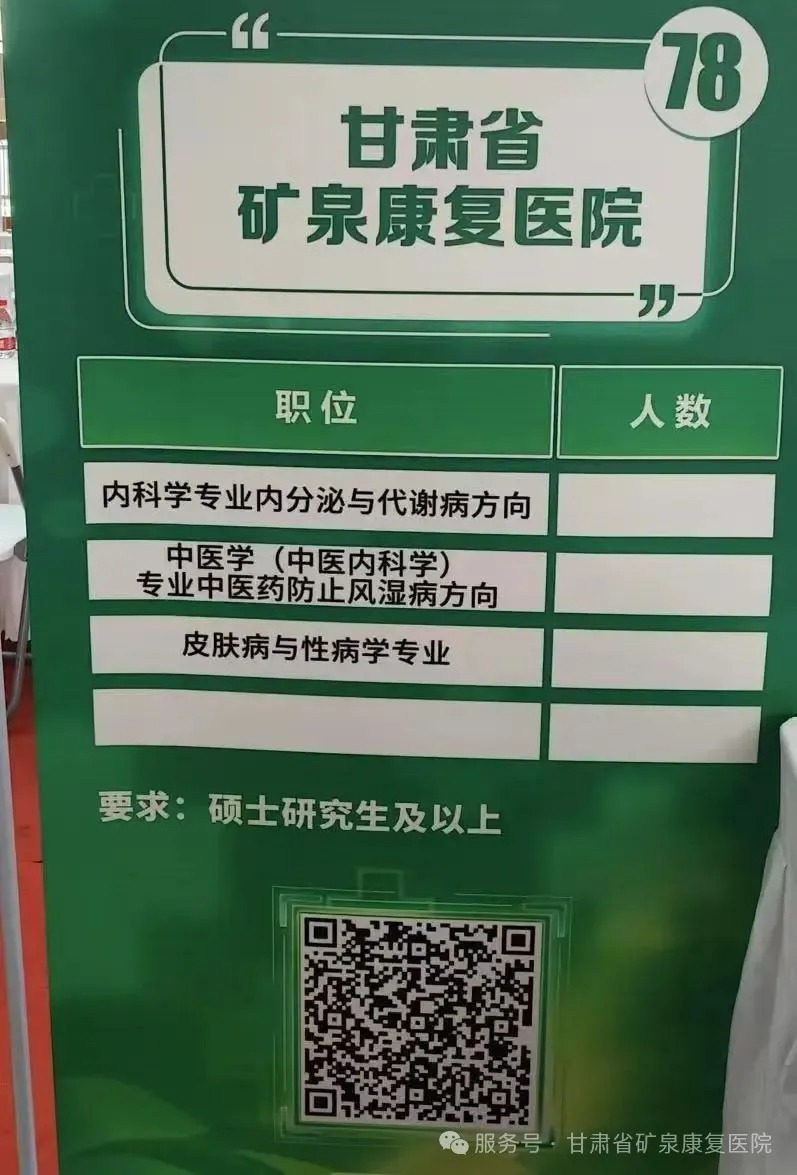 “
78
甘肃省
矿泉康复医院
”
职位 人数
内科学专业内分泌与代谢病方向
中医学（中医内科学）
专业中医药防止风湿病方向
皮肤病与性病学专业
要求：硕士研究生及以上
服务号 · 甘肃省矿泉康复医院